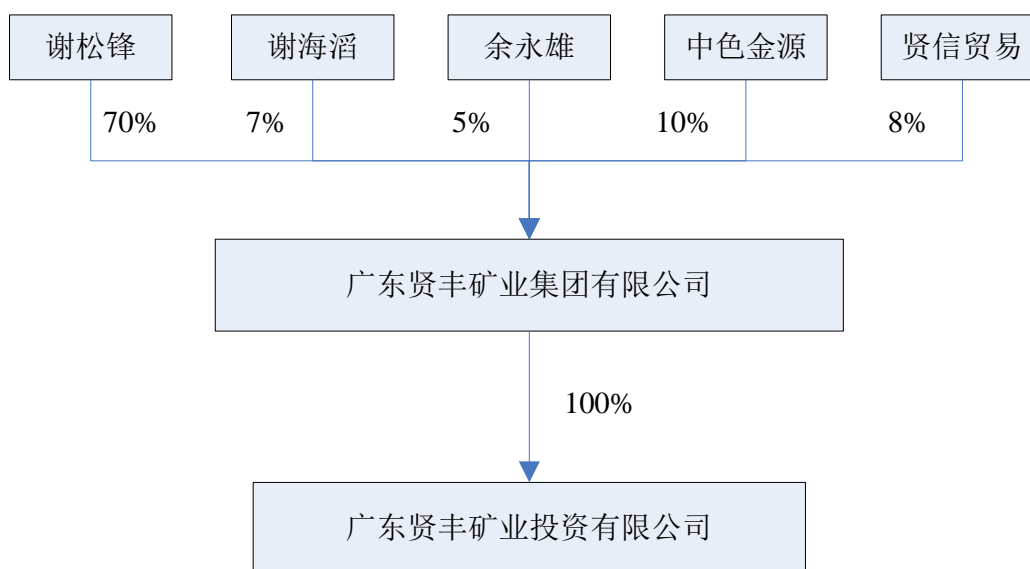 谢松锋
谢海滔
余永雄
中色金源
贤信贸易
70%
7%
5%
10%
8%
广东贤丰矿业集团有限公司
100%
广东贤丰矿业投资有限公司